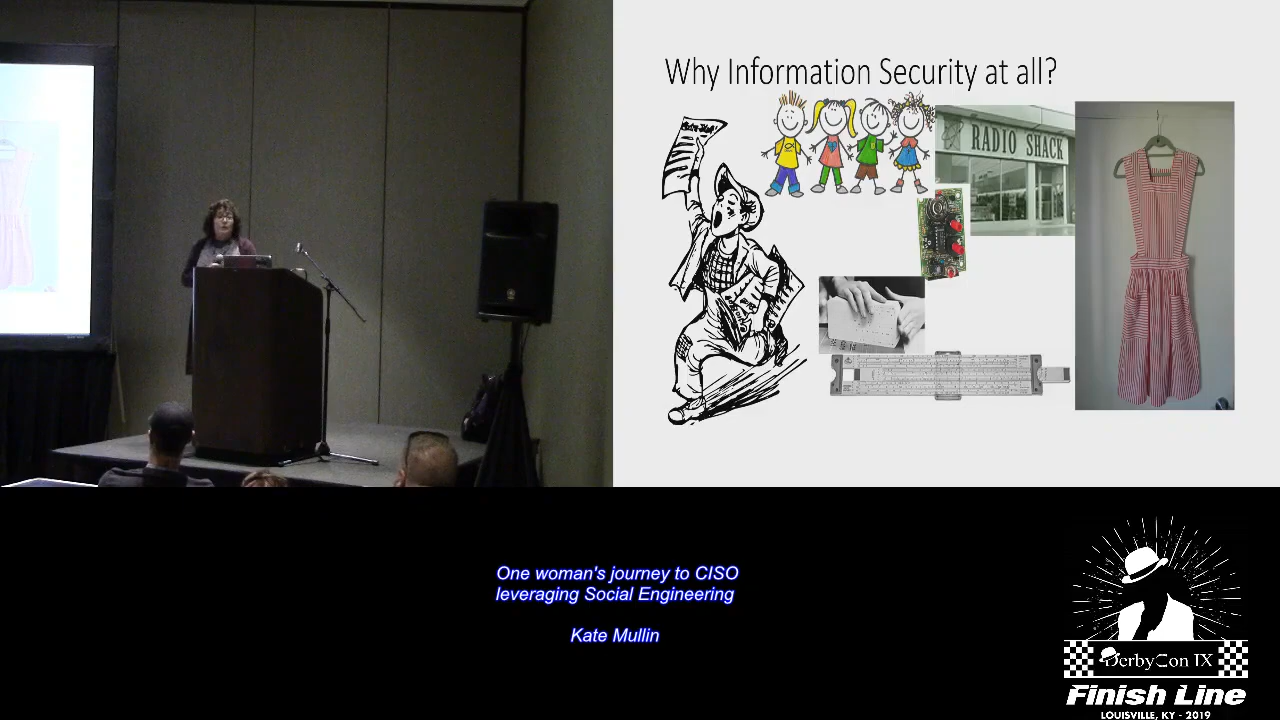 Why Information Security at all?
RADIO SHACK
One woman's journey to CISO
leveraging Social Engineering
Kate Mullin
DerbyCon IX
Finish Line
LOUISVILLE, KY - 2019